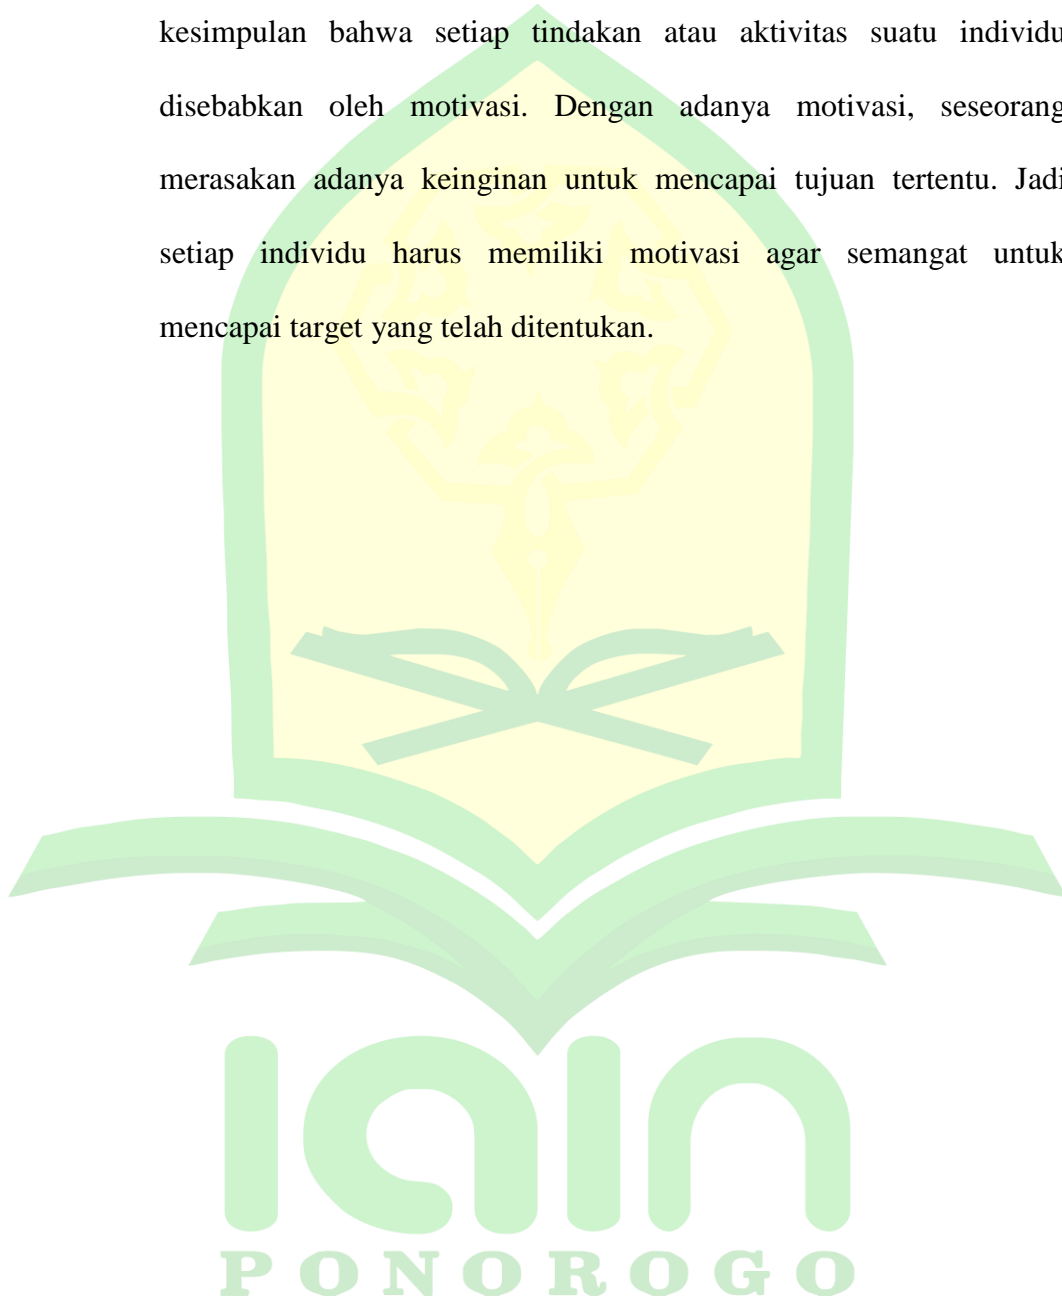 kesimpulan bahwa setiap tindakan atau aktivitas suatu individu
disebabkan oleh motivasi. Dengan adanya motivasi, seseorang
merasakan adanya keinginan untuk mencapai tujuan tertentu. Jadi
setiap individu harus memiliki motivasi agar semangat untuk
mencapai target yang telah ditentukan.
iain
PONOROGO